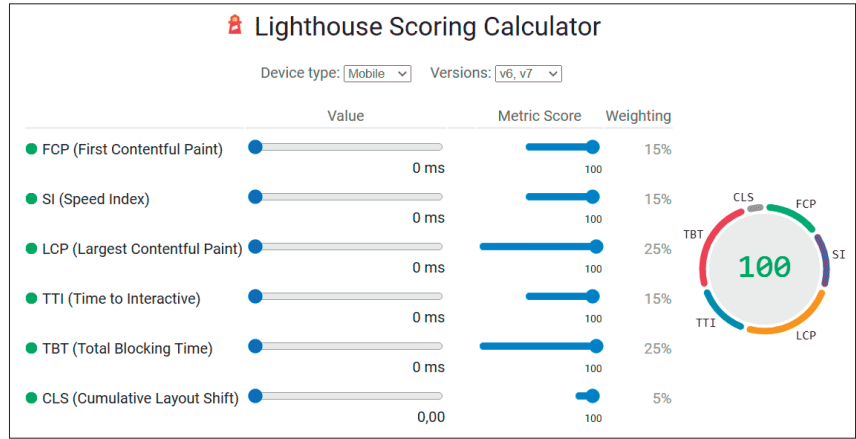 Lighthouse Scoring Calculator
Device type: Mobile Versions: v6, v7
Value Metric Score Weighting
FCP (First Contentful Paint) 15%
0 ms 100
SI (Speed Index) 15%
0 ms 100
LCP (Largest Contentful Paint) 25%
0 ms 100
TTI (Time to Interactive) 15%
0 ms 100
TBT (Total Blocking Time) 25%
0 ms 100
CLS (Cumulative Layout Shift) 5%
0,00 100
CLS FCP
TBT SI
100
TTI LCP